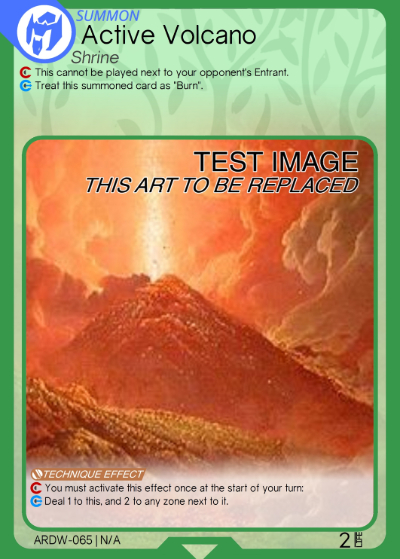 SUMMON
Active Volcano
Shrine
C This cannot be played next to your opponent's Entrant.
C Treat this summoned card as "Burn".
TEST IMAGE
THIS ART TO BE REPLACED
TECHNIQUE EFFECT
C You must activate this effect once at the start of your turn:
C Deal 1 to this, and 2 to any zone next to it.
ARDW-065 | N/A
2 LIFE